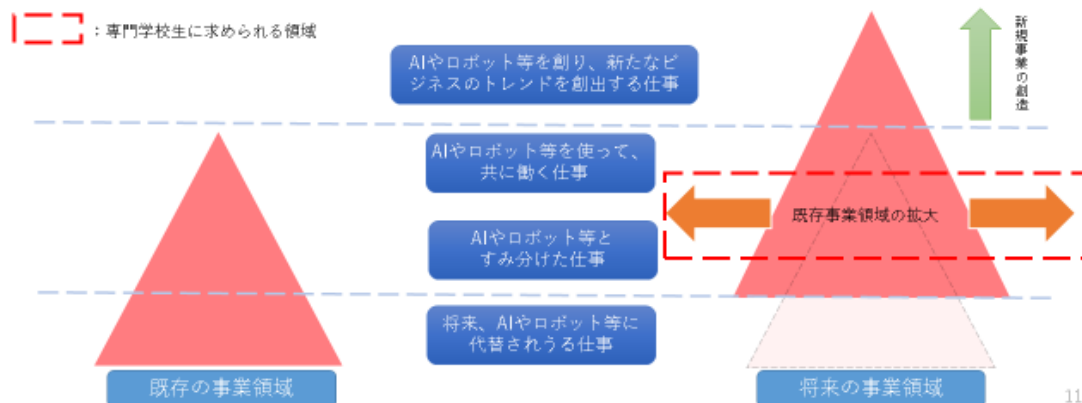 ：専門学校生に求められる領域
AIやロボット等を創り、新たなビ
ジネスのトレンドを創出する仕事
新規事業の創造
AIやロボット等を使って、
共に働く仕事
既存事業領域の拡大
AIやロボット等と
すみ分けた仕事
将来、AIやロボット等に
代替されうる仕事
既存の事業領域
将来の事業領域
11